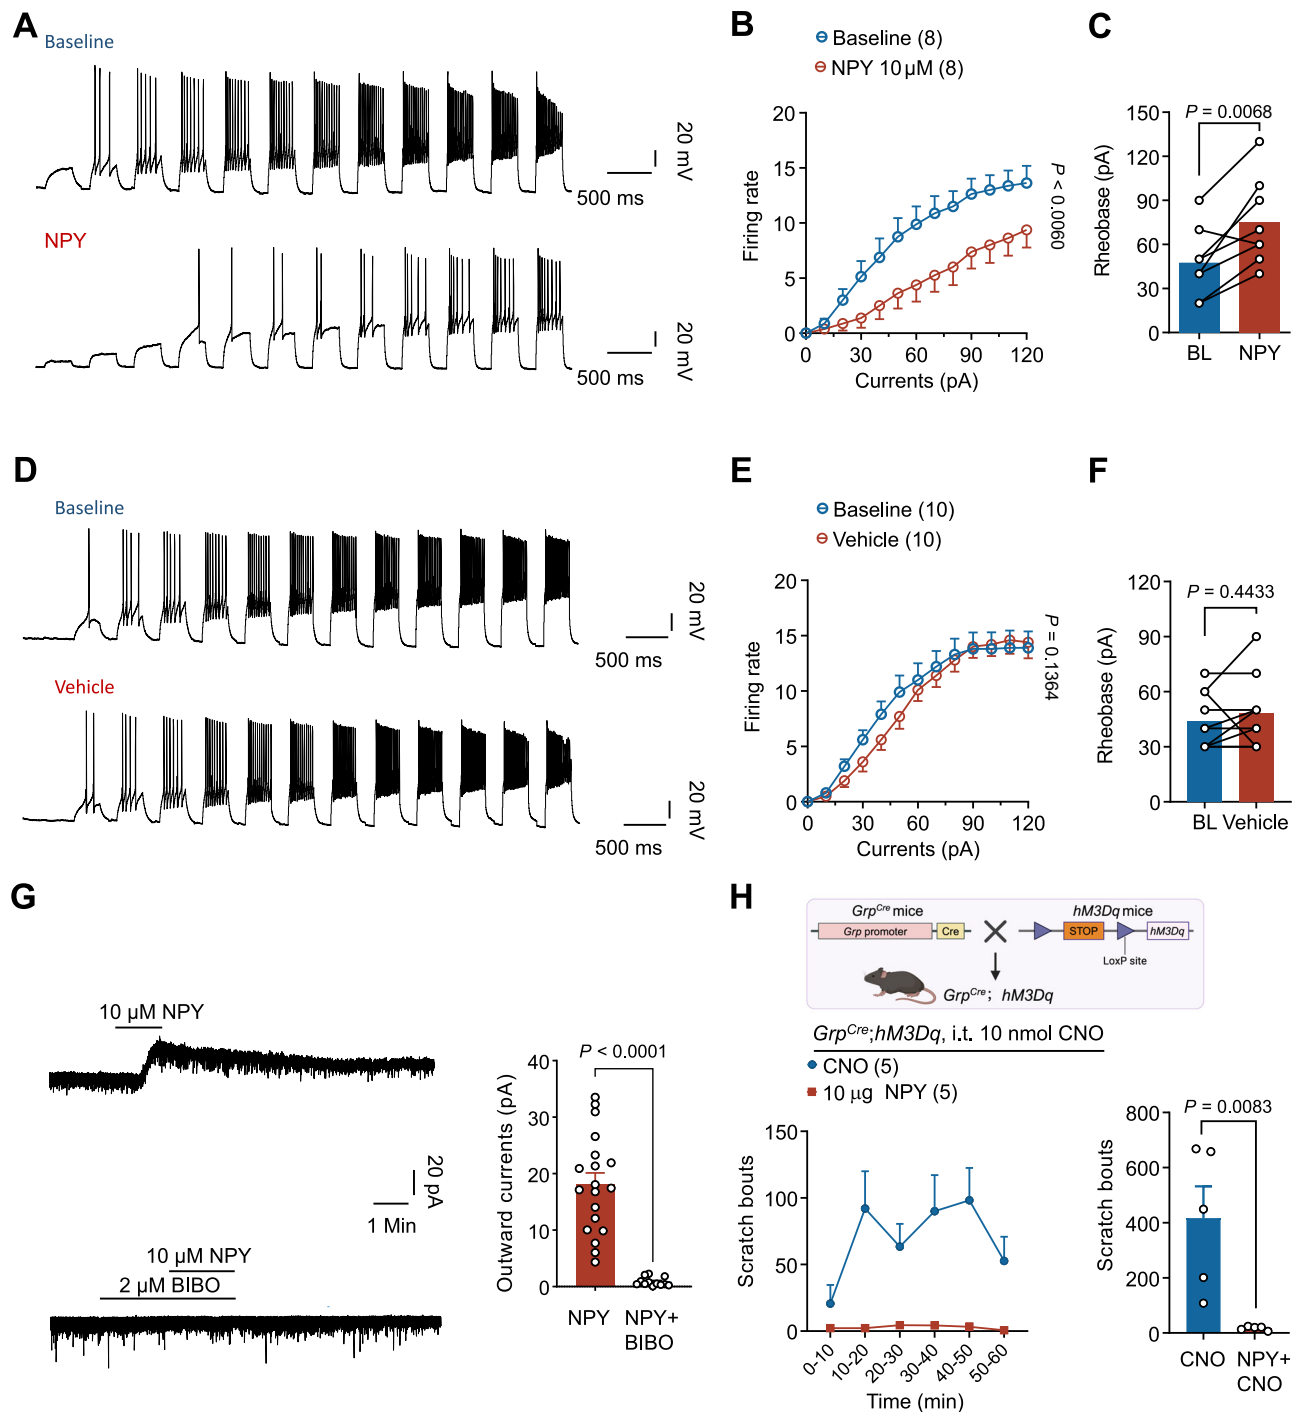 A
Baseline
20 mV
500 ms
NPY
20 mV
500 ms
B
Baseline (8)
NPY 10 µM (8)
20
15
10
5
0
Firing rate
0 30 60 90 120
Currents (pA)
P < 0.0060
C
P = 0.0068
150
120
90
60
30
0
Rheobase (pA)
BL NPY
D
Baseline
20 mV
500 ms
Vehicle
20 mV
500 ms
E
Baseline (10)
Vehicle (10)
20
15
10
5
0
Firing rate
0 30 60 90 120
Currents (pA)
P = 0.1364
F
120
P = 0.4433
90
60
30
0
Rheobase (pA)
BL Vehicle
G
10 µM NPY
20 pA
1 Min
10 µM NPY
2 µM BIBO
P < 0.0001
40
30
20
10
0
Outward currents (pA)
NPY NPY+
BIBO
H
GrpCre mice hM3Dq mice
Grp promoter Cre STOP hM3Dq
LoxP site
GrpCre; hM3Dq
GrpCre;hM3Dq, i.t. 10 nmol CNO
CNO (5)
10 µg NPY (5)
150
100
50
0
Scratch bouts
0-10 10-20 20-30 30-40 40-50 50-60
Time (min)
800
P = 0.0083
600
400
200
0
Scratch bouts
CNO NPY+
CNO